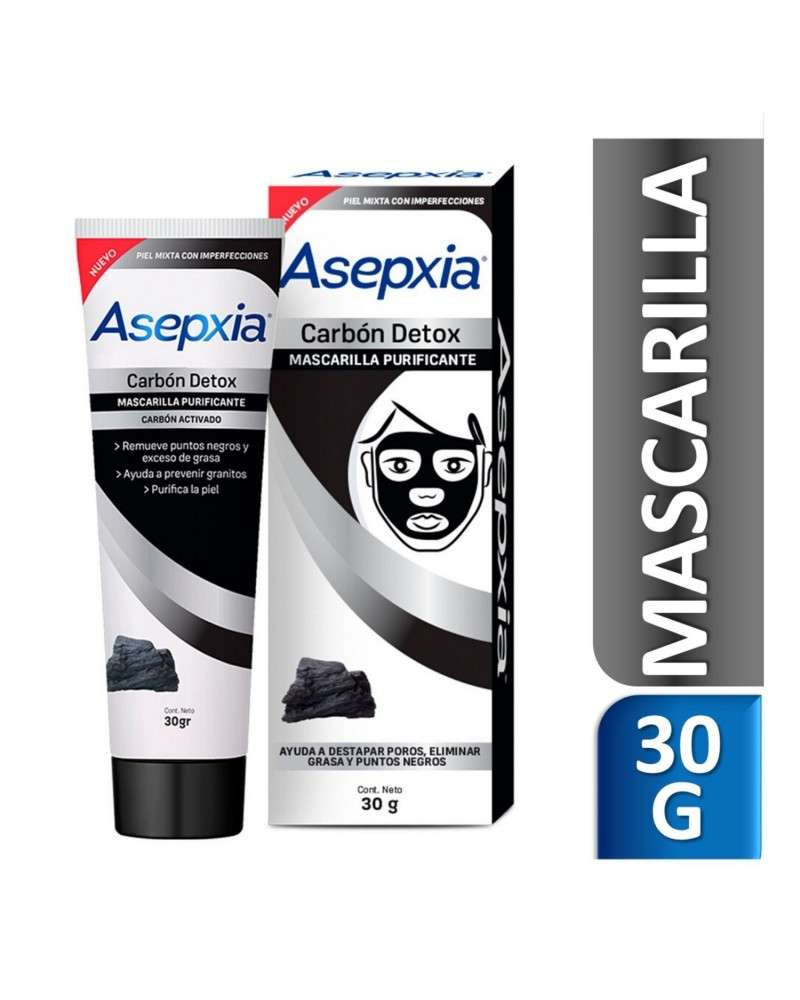 NUEVO
PIEL MIXTA CON IMPERFECCIONES
Asepxia®
Carbón Detox
MASCARILLA PURIFICANTE
CARBÓN ACTIVADO
> Remueve puntos negros y
exceso de grasa
> Ayuda a prevenir granitos
> Purifica la piel
Cont. Neto
30gr
Asepxia
NUEVO
PIEL MIXTA CON IMPERFECCIONES
Asepxia®
Carbón Detox
MASCARILLA PURIFICANTE
AYUDA A DESTAPAR POROS, ELIMINAR
GRASA Y PUNTOS NEGROS
Cont. Neto
30 g
Asepxia
MASCARILLA
30
G